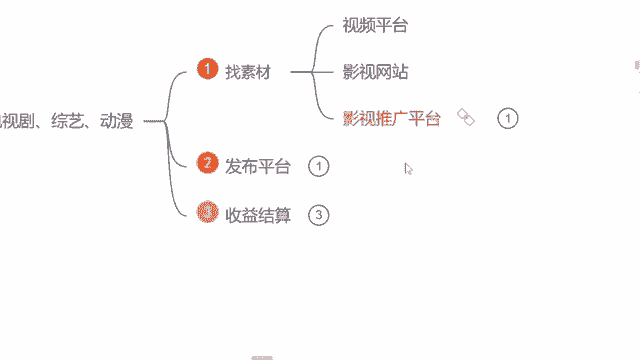 视频平台
1 找素材
影视网站
视剧、综艺、动漫
影视推广平台 1
2 发布平台 1
3 收益结算 3